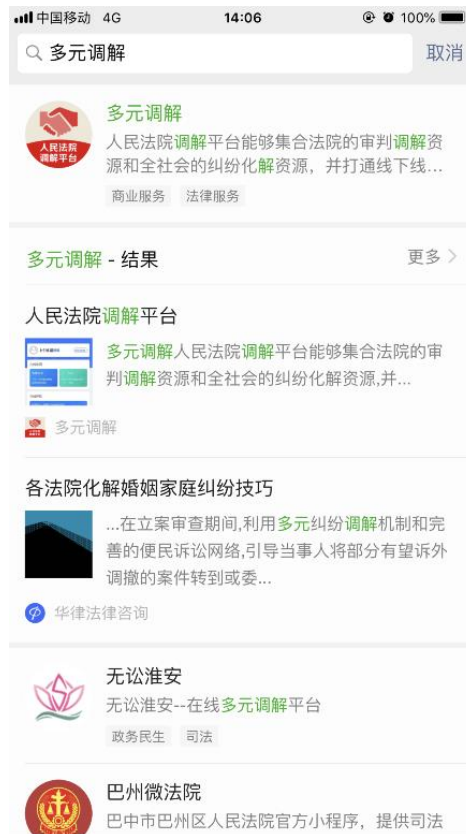 中国移动 4G 14:06 100%
多元调解 取消
多元调解
人民法院调解平台能够集合法院的审判调解资
源和全社会的纠纷化解资源，并打通线下线...
人民法院
调解平台
商业服务 法律服务
多元调解 - 结果 更多
人民法院调解平台
多元调解人民法院调解平台能够集合法院的审
判调解资源和全社会的纠纷化解资源,并...
多元调解
各法院化解婚姻家庭纠纷技巧
...在立案审查期间,利用多元纠纷调解机制和完
善的便民诉讼网络,引导当事人将部分有望诉外
调撤的案件转到或委...
华律法律咨询
无讼淮安
无讼淮安--在线多元调解平台
政务民生 司法
巴州微法院
巴中市巴州区人民法院官方小程序，提供司法